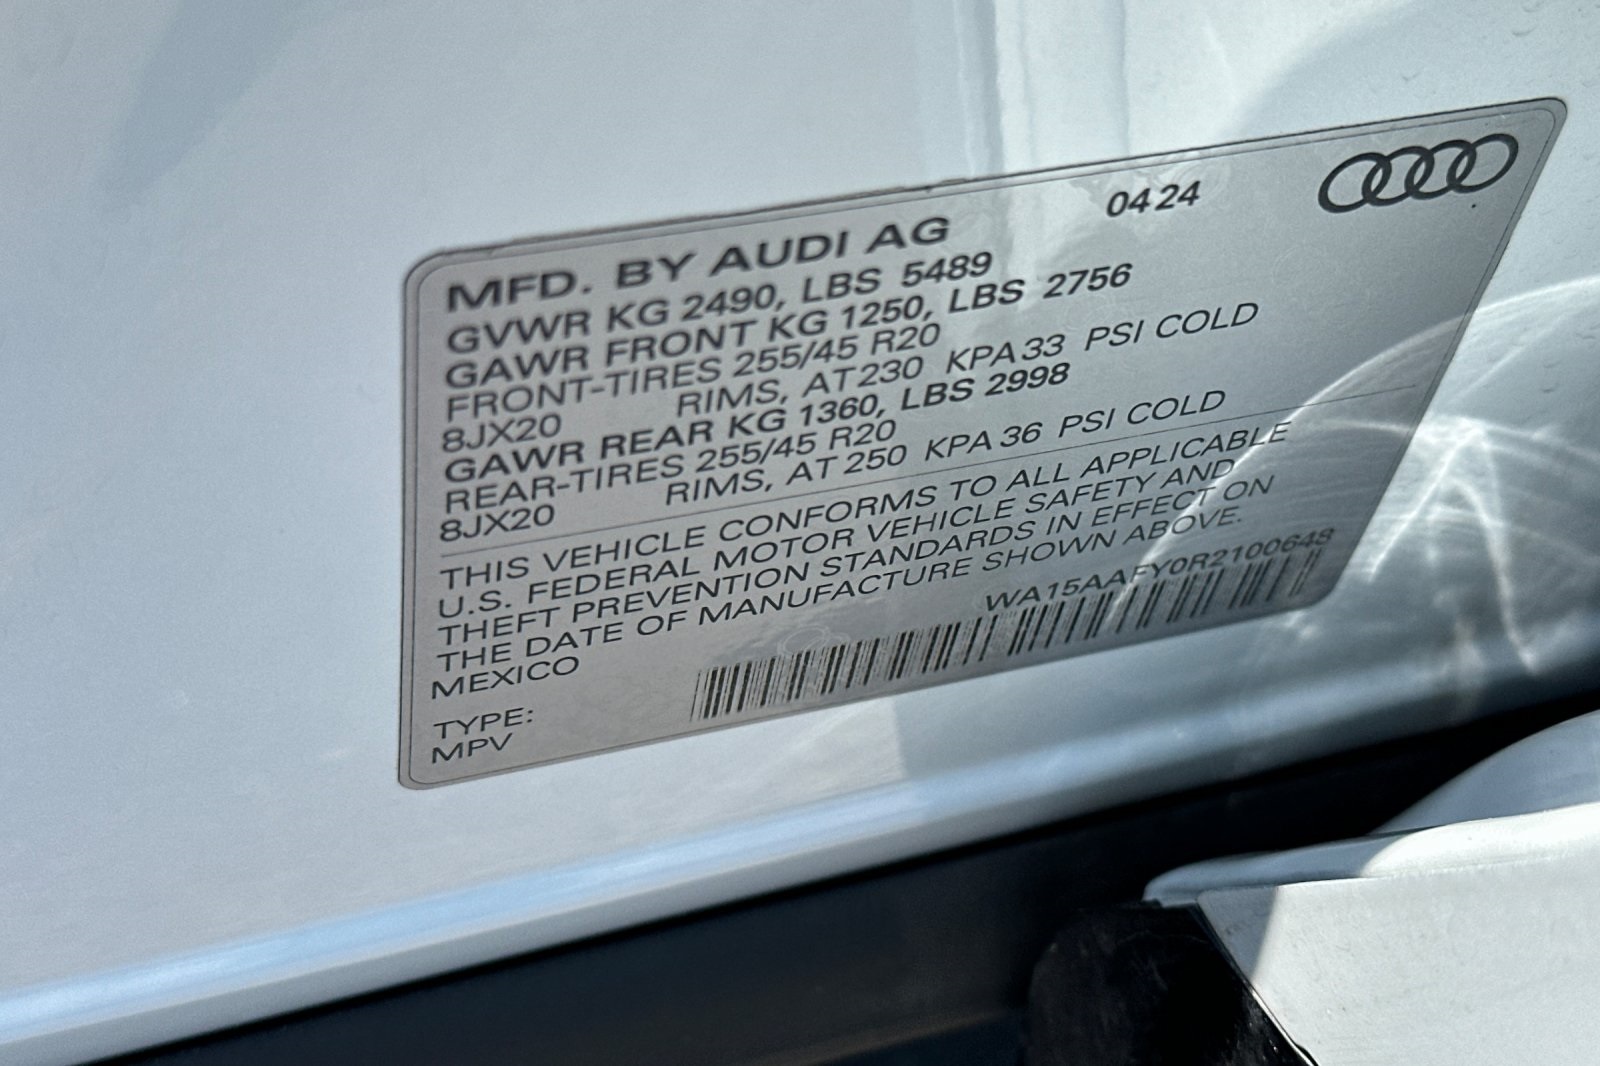 04 24
MFD. BY AUDI AG
GVWR KG 2490, LBS 5489
GAWR FRONT KG 1250, LBS 2756
FRONT-TIRES 255/45 R20
8JX20 RIMS, AT 230 KPA 33 PSI COLD
GAWR REAR KG 1360, LBS 2998
REAR-TIRES 255/45 R20
8JX20 RIMS, AT 250 KPA 36 PSI COLD
THIS VEHICLE CONFORMS TO ALL APPLICABLE
U.S. FEDERAL MOTOR VEHICLE SAFETY AND
THEFT PREVENTION STANDARDS IN EFFECT ON
THE DATE OF MANUFACTURE SHOWN ABOVE.
MEXICO
WA15AAFY0R2100648
TYPE:
MPV